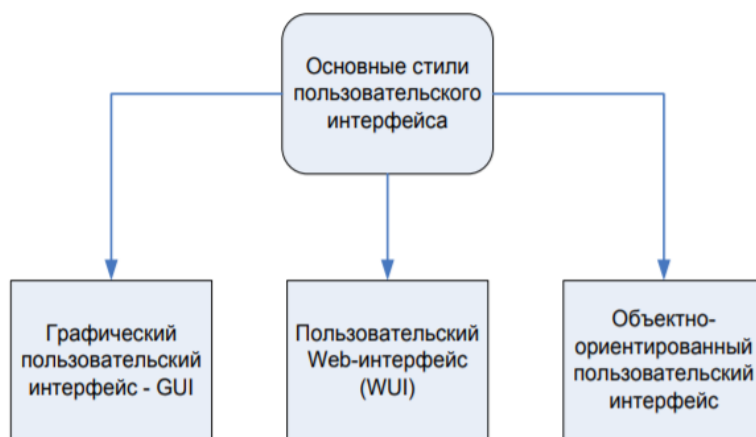 Основные стили
пользовательского
интерфейса
Графический
пользовательский
интерфейс - GUI
Пользовательский
Web-интерфейс
(WUI)
Объектно-
ориентированный
пользовательский
интерфейс